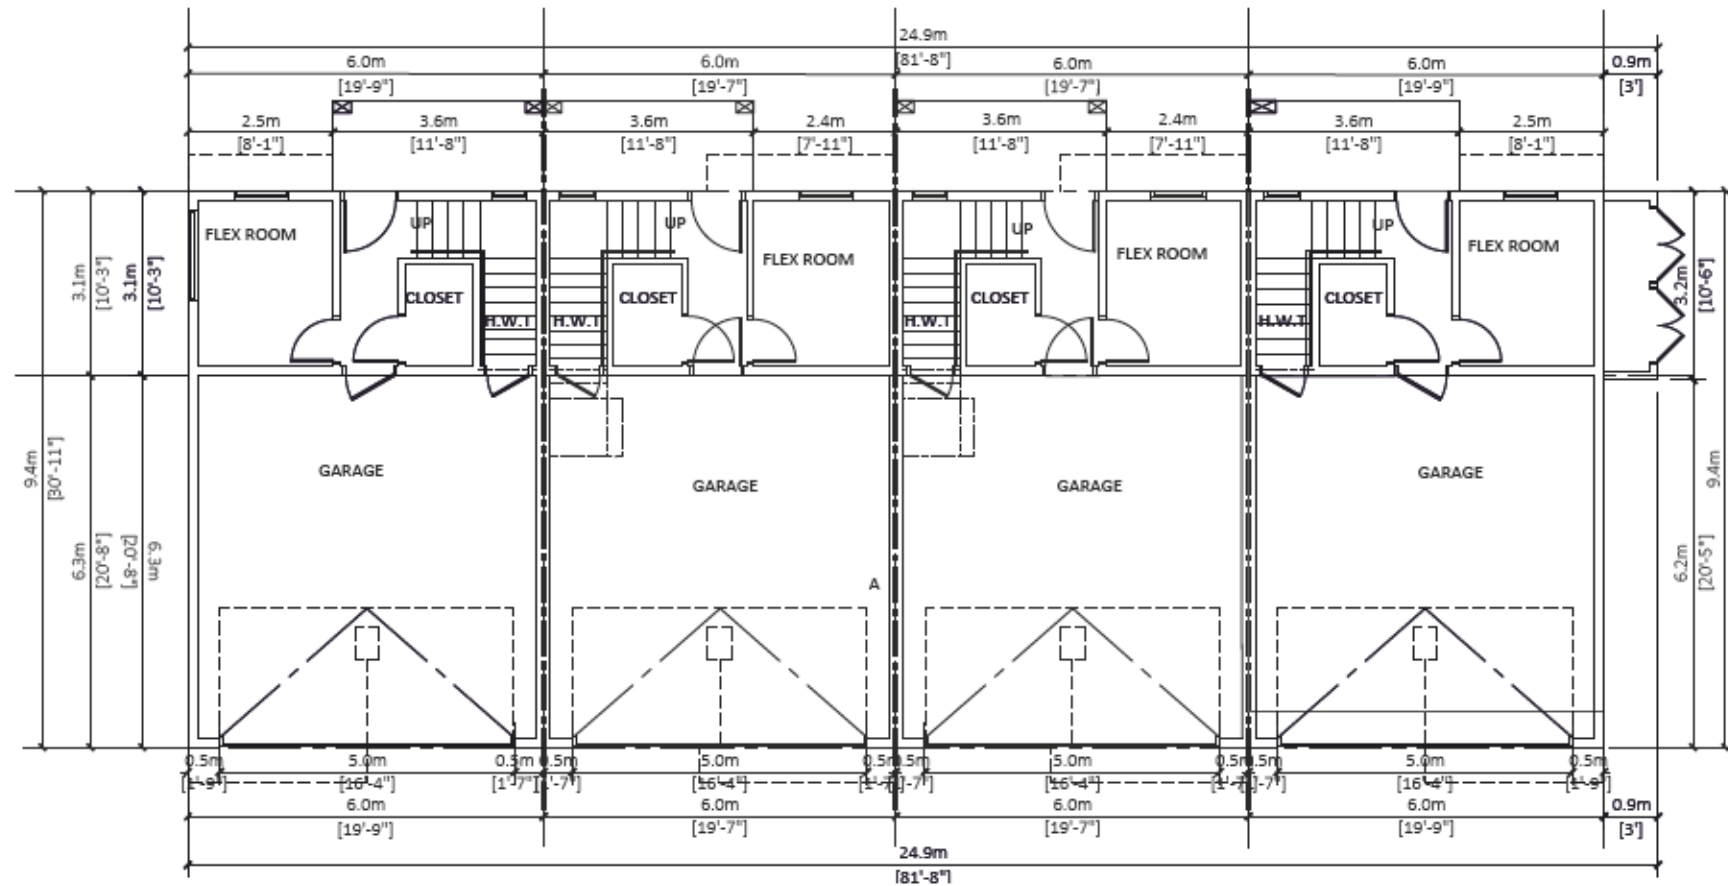 24.9m
[81'-8"]
6.0m 6.0m 6.0m 6.0m 0.9m
[19'-9"] [19'-7"] [19'-7"] [19'-9"] [3']
2.5m 3.6m 3.6m 2.4m 3.6m 2.4m 3.6m 2.5m
[8'-1"] [11'-8"] [11'-8"] [7'-11"] [11'-8"] [7'-11"] [11'-8"] [8'-1"]
UP UP UP UP
FLEX ROOM FLEX ROOM FLEX ROOM FLEX ROOM
3.1m [10'-3"] 3.1m [10'-3"] 3.2m [10'-6"]
CLOSET CLOSET CLOSET CLOSET
H.W.T H.W.T H.W.T H.W.T
9.4m [30'-11"] 9.4m
GARAGE GARAGE GARAGE GARAGE
6.3m [20'-8"] [20'-8"] 6.3m 6.2m [20'-5"]
A
0.5m 5.0m 0.5m 0.5m 5.0m 0.5m 0.5m 5.0m 0.5m 0.5m 5.0m 0.5m
[1'-9"] [16'-4"] [1'-7"] [16'-4"] [16'-4"] [16'-4"] [1'-9"]
6.0m 6.0m 6.0m 6.0m 0.9m
[19'-9"] [19'-7"] [19'-7"] [19'-9"] [3']
24.9m
[81'-8"]